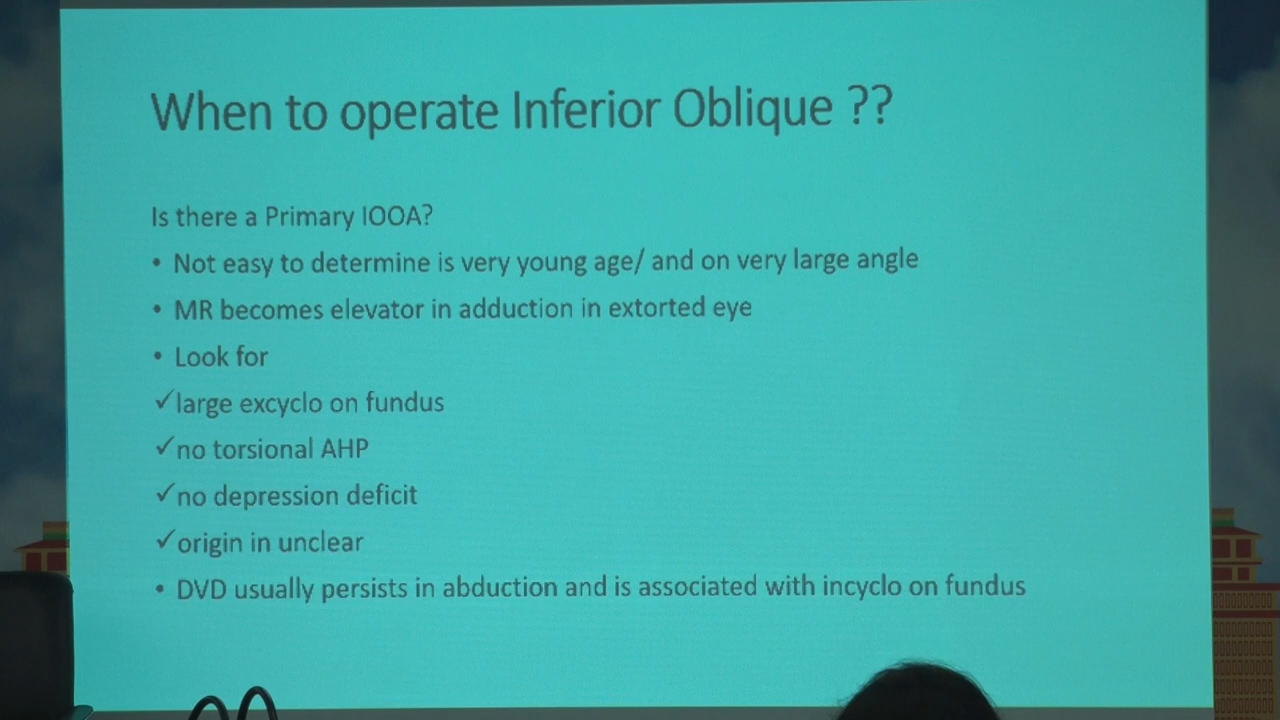 When to operate Inferior Oblique ??
Is there a Primary IOOA?
• Not easy to determine is very young age/ and on very large angle
• MR becomes elevator in adduction in extorted eye
• Look for
✓large excyclo on fundus
✓no torsional AHP
✓no depression deficit
✓origin in unclear
• DVD usually persists in abduction and is associated with incyclo on fundus